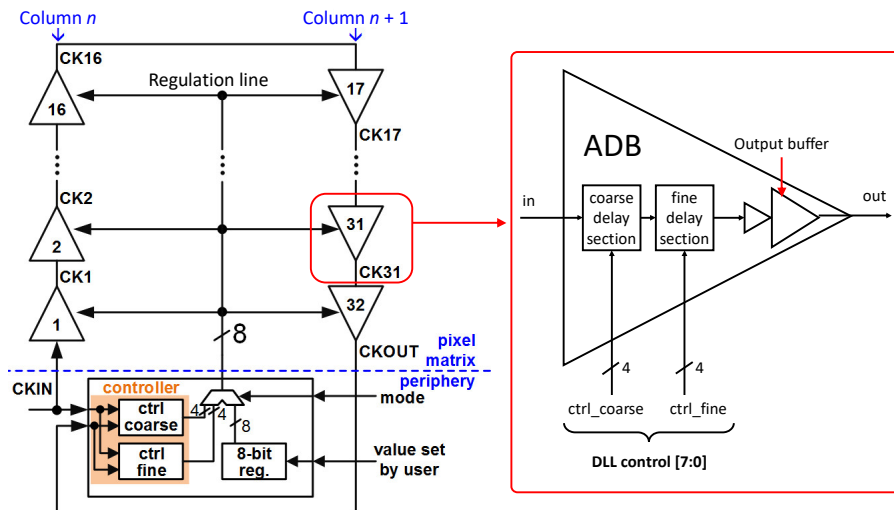 Column n
Column n + 1
CK16
Regulation line
16
17
CK17
CK2
2
31
CK1
CK31
1
32
8
CKOUT
pixel
matrix
periphery
CKIN
controller
mode
ctrl
coarse
4
4
8
ctrl
fine
8-bit
reg.
value set
by user
ADB
Output buffer
in
coarse
delay
section
fine
delay
section
out
4
4
ctrl_coarse
ctrl_fine
DLL control [7:0]